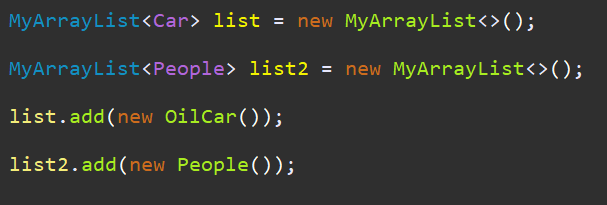 MyArrayList<Car> list = new MyArrayList<>();
MyArrayList<People> list2 = new MyArrayList<>();
list.add(new OilCar());
list2.add(new People());